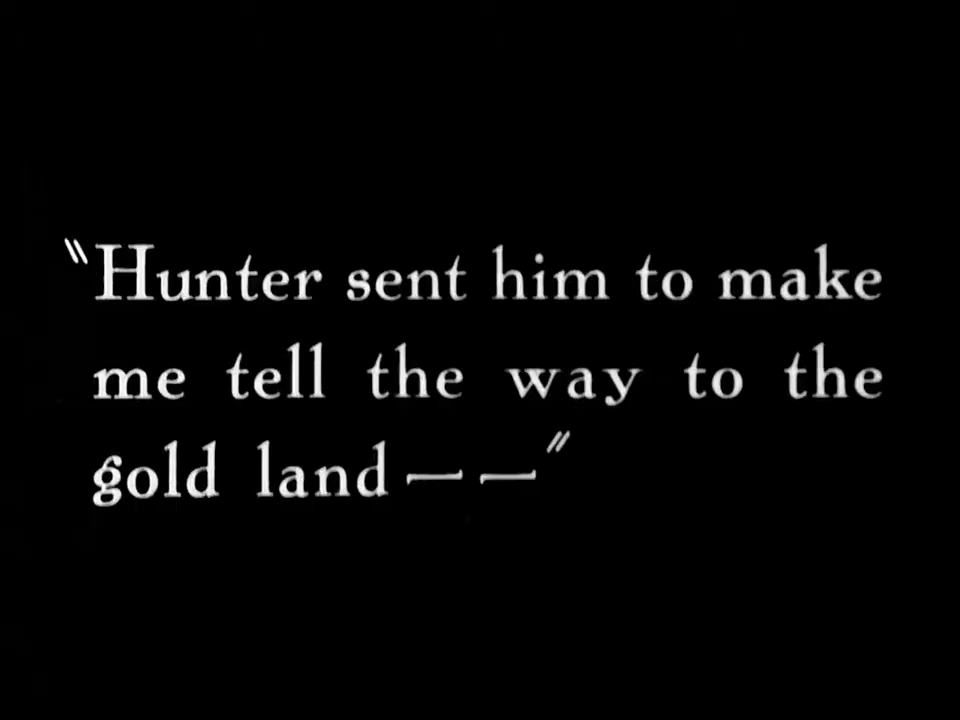 "Hunter sent him to make
me tell the way to the
gold land — —"